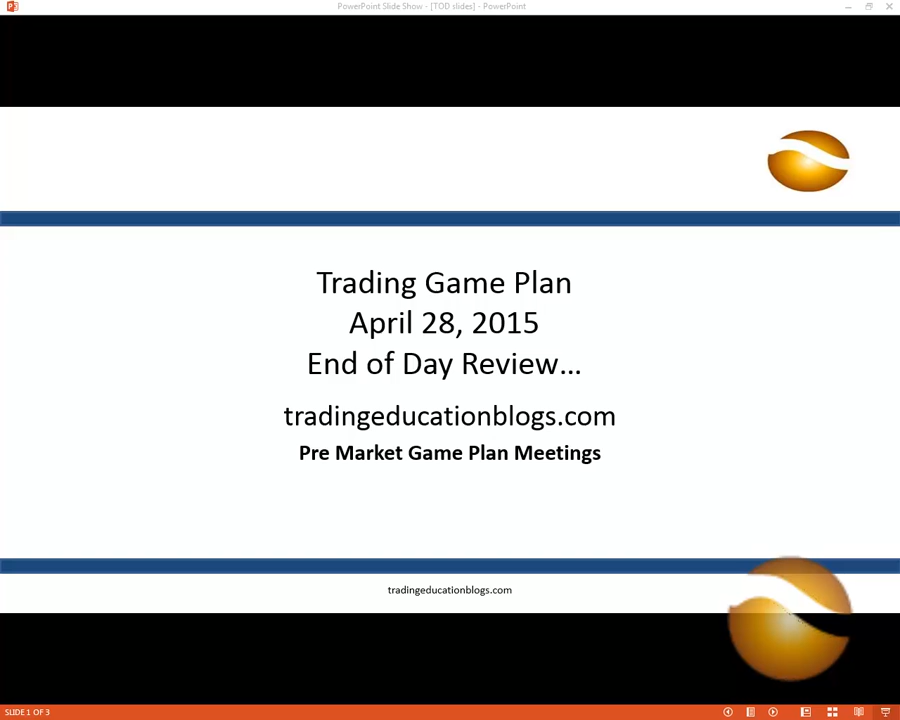 PowerPoint Slide Show - [TOD slides] - PowerPoint
Trading Game Plan
April 28, 2015
End of Day Review...
tradingeducationblogs.com
Pre Market Game Plan Meetings
tradingeducationblogs.com
SLIDE 1 OF 3